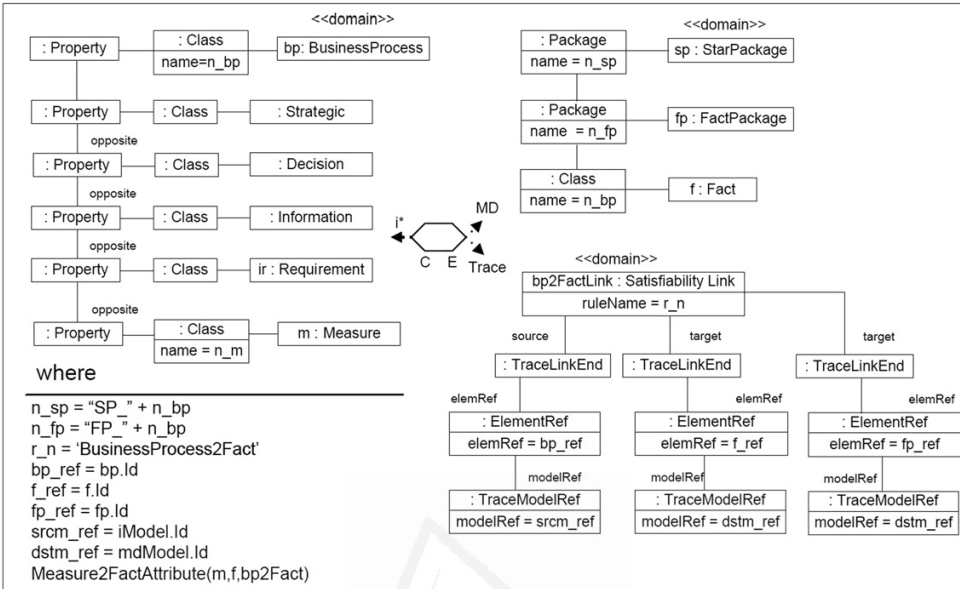 <<domain>>
: Property
: Class
name=n_bp
bp: BusinessProcess
: Property
: Class
: Strategic
opposite
: Property
: Class
: Decision
opposite
: Property
: Class
: Information
opposite
: Property
: Class
ir : Requirement
opposite
: Property
: Class
name = n_m
m : Measure
<<domain>>
: Package
name = n_sp
sp : StarPackage
: Package
name = n_fp
fp : FactPackage
: Class
name = n_bp
f : Fact
i*
MD
C E
Trace
<<domain>>
bp2FactLink : Satisfiability Link
ruleName = r_n
source
target
target
: TraceLinkEnd
: TraceLinkEnd
: TraceLinkEnd
elemRef
elemRef
elemRef
: ElementRef
elemRef = bp_ref
: ElementRef
elemRef = f_ref
: ElementRef
elemRef = fp_ref
modelRef
modelRef
modelRef
: TraceModelRef
modelRef = srcm_ref
: TraceModelRef
modelRef = dstm_ref
: TraceModelRef
modelRef = dstm_ref
where
n_sp = “SP_” + n_bp
n_fp = “FP_” + n_bp
r_n = ‘BusinessProcess2Fact’
bp_ref = bp.Id
f_ref = f.Id
fp_ref = fp.Id
srcm_ref = iModel.Id
dstm_ref = mdModel.Id
Measure2FactAttribute(m,f,bp2Fact)